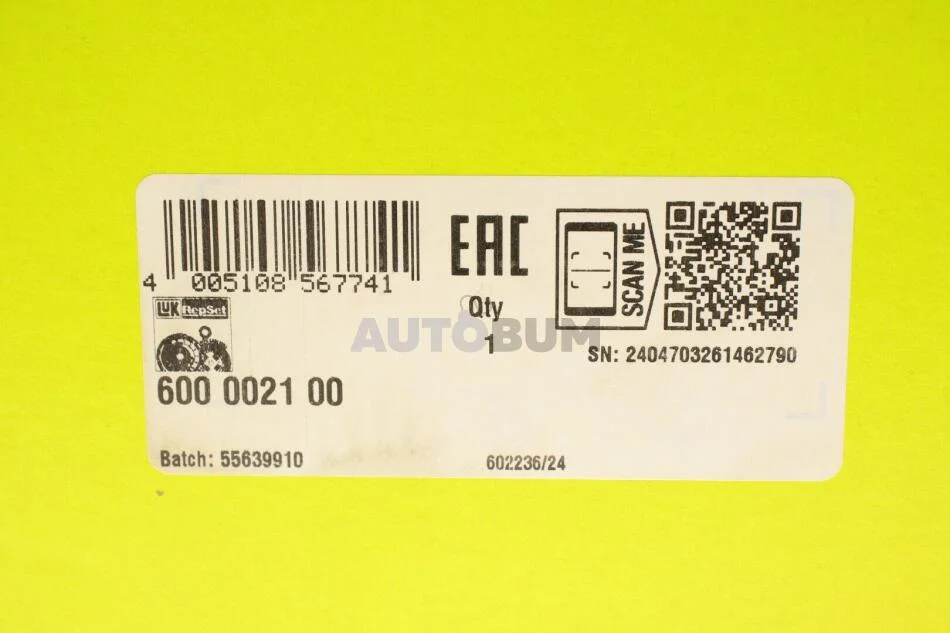 4 005108 567741
EAC
SCAN ME
LUK RepSet
Qty
1
AUTOBUM
SN: 2404703261462790
600 0021 00
Batch: 55639910
602236/24